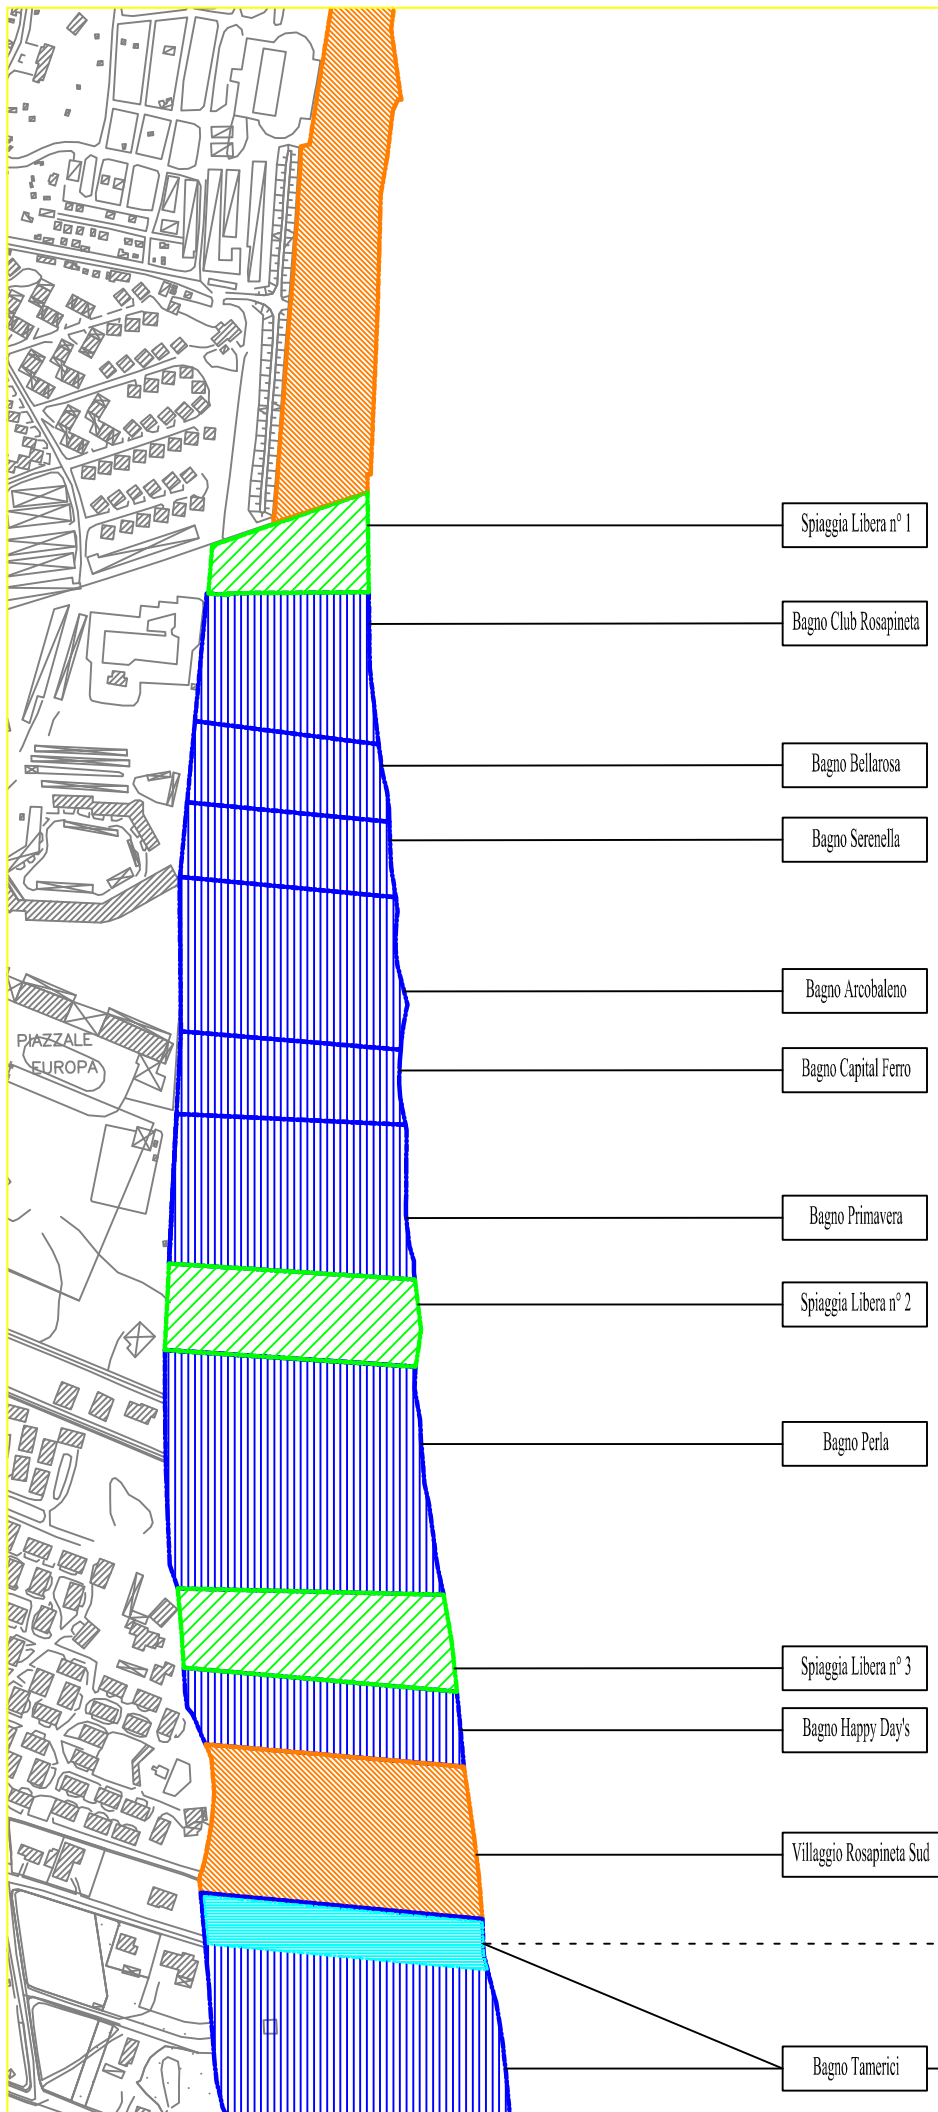 Spiaggia Libera n° 1
Bagno Club Rosapineta
Bagno Bellarosa
Bagno Serenella
Bagno Arcobaleno
PIAZZALE
EUROPA
Bagno Capital Ferro
Bagno Primavera
Spiaggia Libera n° 2
Bagno Perla
Spiaggia Libera n° 3
Bagno Happy Day's
Villaggio Rosapineta Sud
Bagno Tamerici